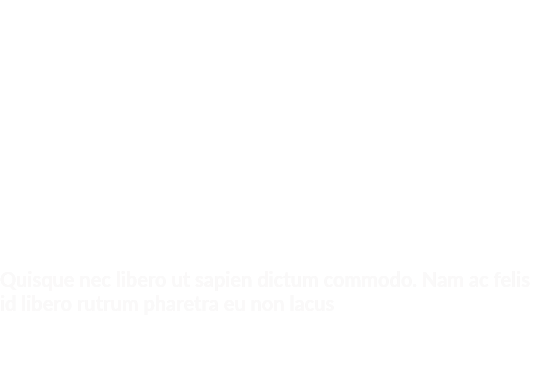 Quisque nec libero ut sapien dictum commodo. Nam ac felis
id libero rutrum pharetra eu non lacus